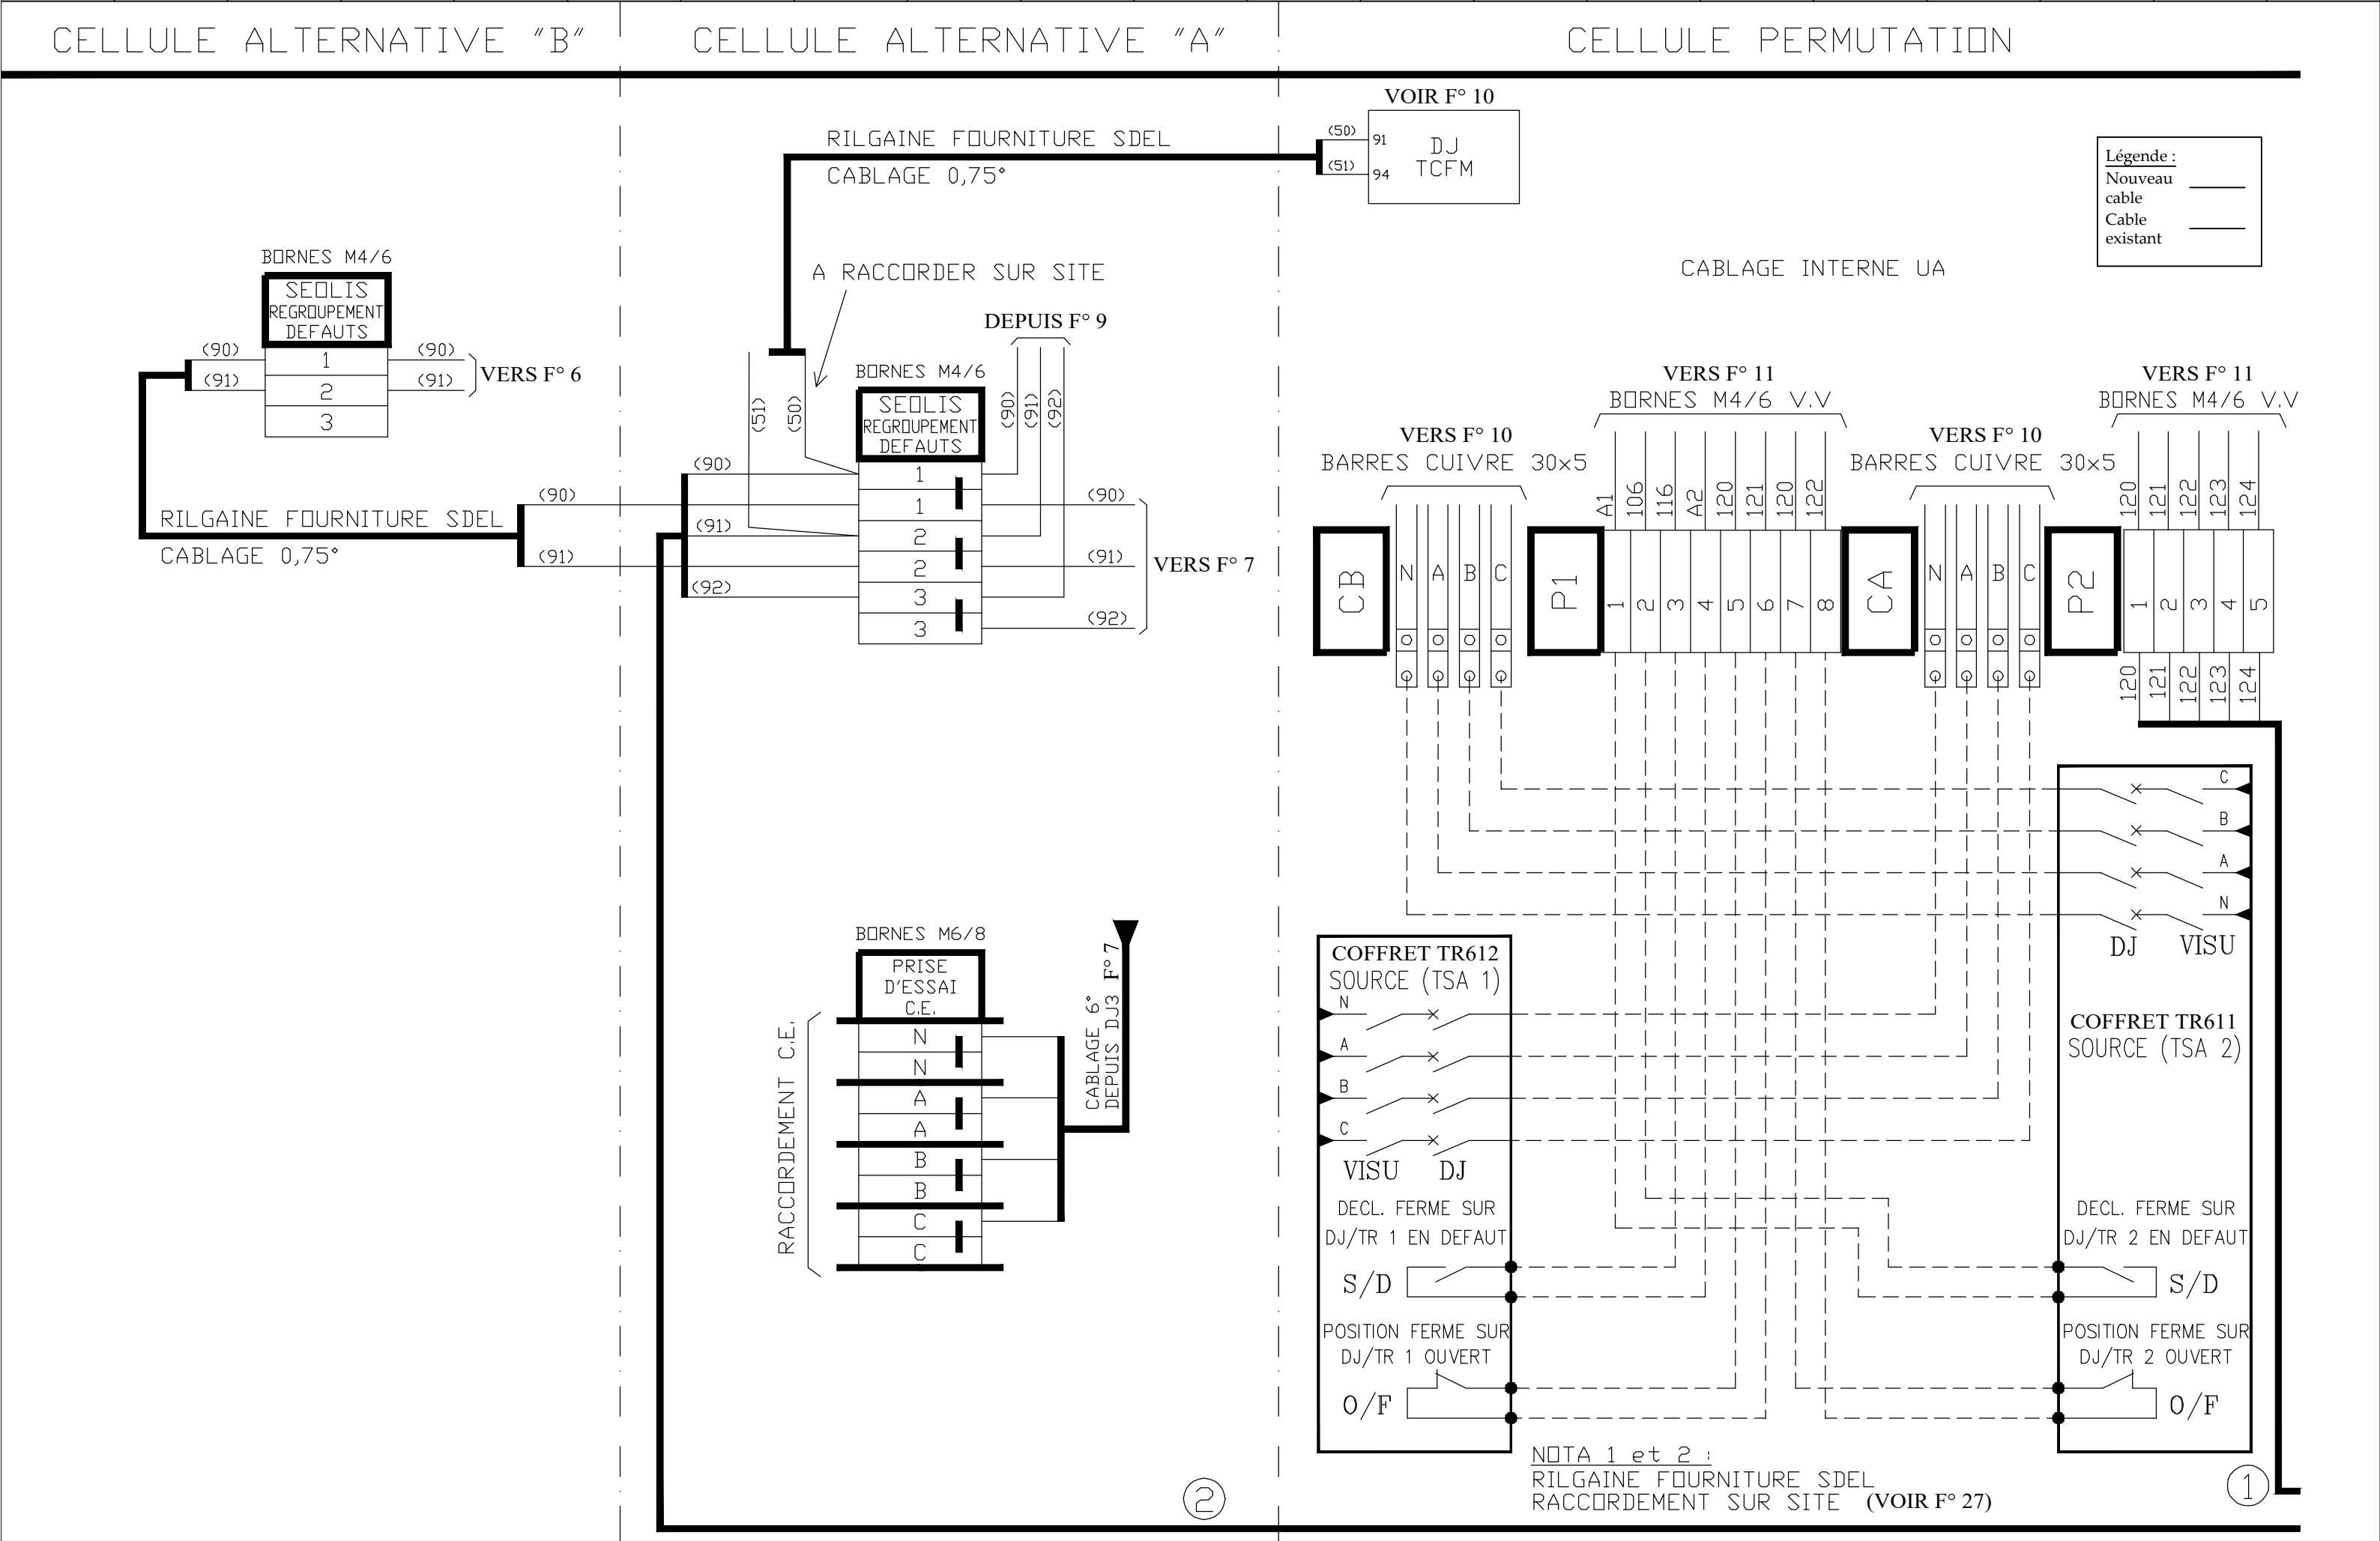 CELLULE ALTERNATIVE "B"
CELLULE ALTERNATIVE "A"
CELLULE PERMUTATION
BORNES M4/6
SEOLIS
REGROUPEMENT
DEFAUTS
1
2
3
(90)
(91)
(90)
(91)
VERS F° 6
RILGAINE FOURNITURE SDEL
CABLAGE 0,75°
(90)
(91)
RILGAINE FOURNITURE SDEL
CABLAGE 0,75°
A RACCORDER SUR SITE
DEPUIS F° 9
(51)
(50)
(90)
(91)
(92)
BORNES M4/6
SEOLIS
REGROUPEMENT
DEFAUTS
1
1
2
2
3
3
(90)
(91)
(92)
(90)
(91)
(92)
VERS F° 7
BORNES M6/8
PRISE
D'ESSAI
C.E.
N
N
A
A
B
B
C
C
RACCORDEMENT C.E.
CABLAGE 6°
DEPUIS DJ3 F° 7
2
VOIR F° 10
(50)
(51)
91
94
DJ
TCFM
Légende :
Nouveau
cable
Cable
existant
CABLAGE INTERNE UA
VERS F° 10
BARRES CUIVRE 30x5
CB
N A B C
VERS F° 11
BORNES M4/6 V.V
A1 106 116 A2 120 121 120 122
P1
1 2 3 4 5 6 7 8
VERS F° 10
BARRES CUIVRE 30x5
CA
N A B C
VERS F° 11
BORNES M4/6 V.V
120 121 122 123 124
P2
1 2 3 4 5
120 121 122 123 124
COFFRET TR612
SOURCE (TSA 1)
N
A
B
C
VISU DJ
DECL. FERME SUR
DJ/TR 1 EN DEFAUT
S/D
POSITION FERME SUR
DJ/TR 1 OUVERT
O/F
C
B
A
N
DJ VISU
COFFRET TR611
SOURCE (TSA 2)
DECL. FERME SUR
DJ/TR 2 EN DEFAUT
S/D
POSITION FERME SUR
DJ/TR 2 OUVERT
O/F
NOTA 1 et 2 :
RILGAINE FOURNITURE SDEL
RACCORDEMENT SUR SITE (VOIR F° 27)
1